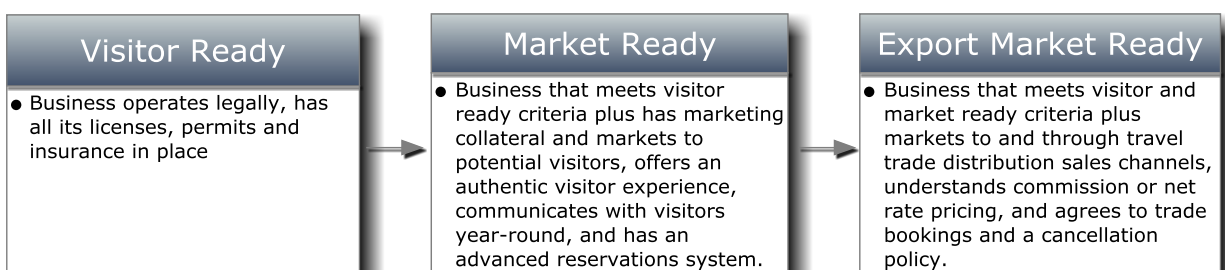 Visitor Ready
● Business operates legally, has
all its licenses, permits and
insurance in place
Market Ready
● Business that meets visitor
ready criteria plus has marketing
collateral and markets to
potential visitors, offers an
authentic visitor experience,
communicates with visitors
year-round, and has an
advanced reservations system.
Export Market Ready
● Business that meets visitor and
market ready criteria plus
markets to and through travel
trade distribution sales channels,
understands commission or net
rate pricing, and agrees to trade
bookings and a cancellation
policy.